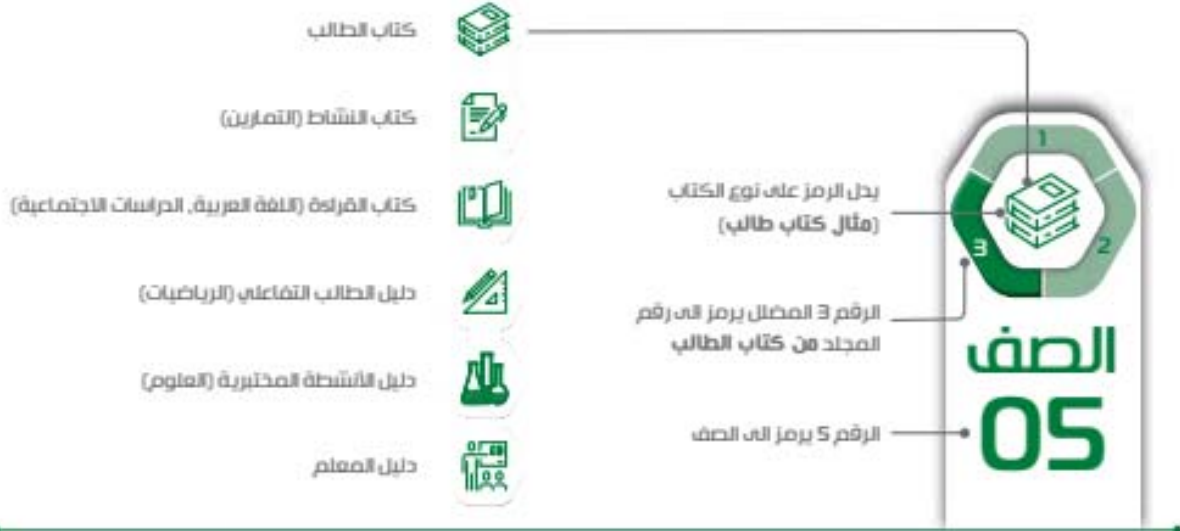 كتاب الطالب
كتاب النشاط (التمارين)
كتاب القراءة (اللغة العربية, الدراسات الاجتماعية)
دليل الطالب التفاعلي (الرياضيات)
دليل الأنشطة المختبرية (العلوم)
دليل المعلم
يدل الرمز على نوع الكتاب
(مثال كتاب طالب)
الرقم 3 المضلل يرمز الى رقم
المجلد من كتاب الطالب
الرقم 5 يرمز الى الصف
1
2
3
الصف
05